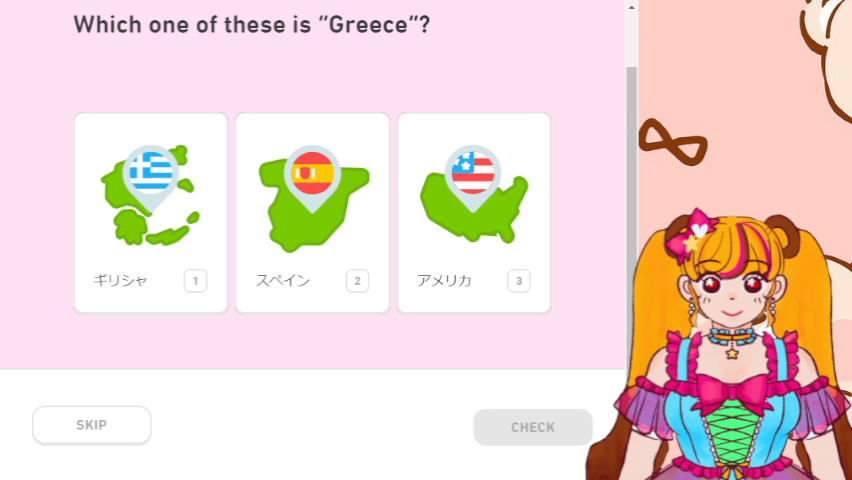 Which one of these is "Greece"?
ギリシャ 1
スペイン 2
アメリカ 3
SKIP
CHECK